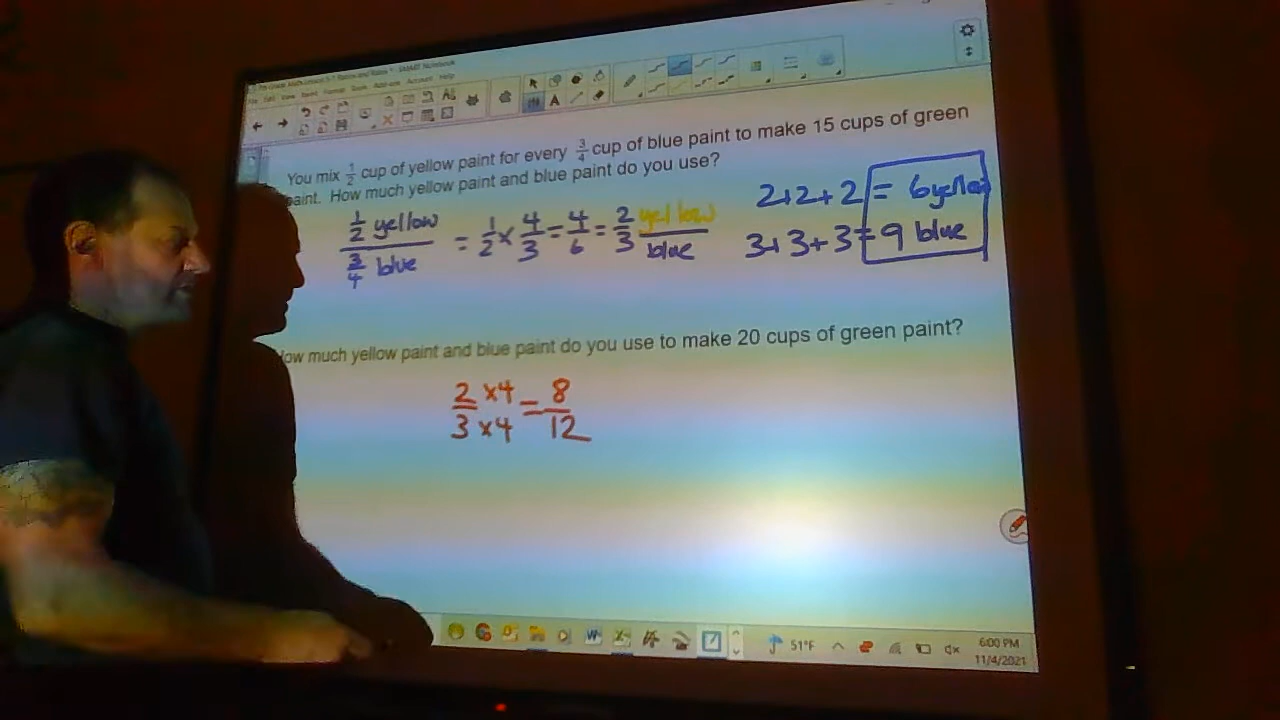 You mix 1/2 cup of yellow paint for every 3/4 cup of blue paint to make 15 cups of green
paint. How much yellow paint and blue paint do you use?
1/2 yellow / 3/4 blue = 1/2 × 4/3 = 4/6 = 2/3 yellow/blue
2+2+2 = 6 yellow
3+3+3 = 9 blue
How much yellow paint and blue paint do you use to make 20 cups of green paint?
2 ×4 / 3 ×4 = 8/12
51°F
6:00 PM
11/4/2021